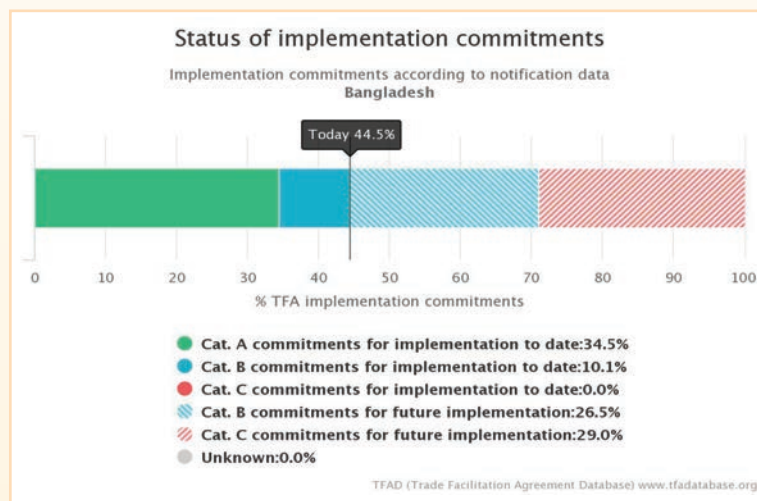 Status of implementation commitments
Implementation commitments according to notification data
Bangladesh
Today 44.5%
0 10 20 30 40 50 60 70 80 90 100
% TFA implementation commitments
Cat. A commitments for implementation to date:34.5%
Cat. B commitments for implementation to date:10.1%
Cat. C commitments for implementation to date:0.0%
Cat. B commitments for future implementation:26.5%
Cat. C commitments for future implementation:29.0%
Unknown:0.0%
TFAD (Trade Facilitation Agreement Database) www.tfadatabase.org